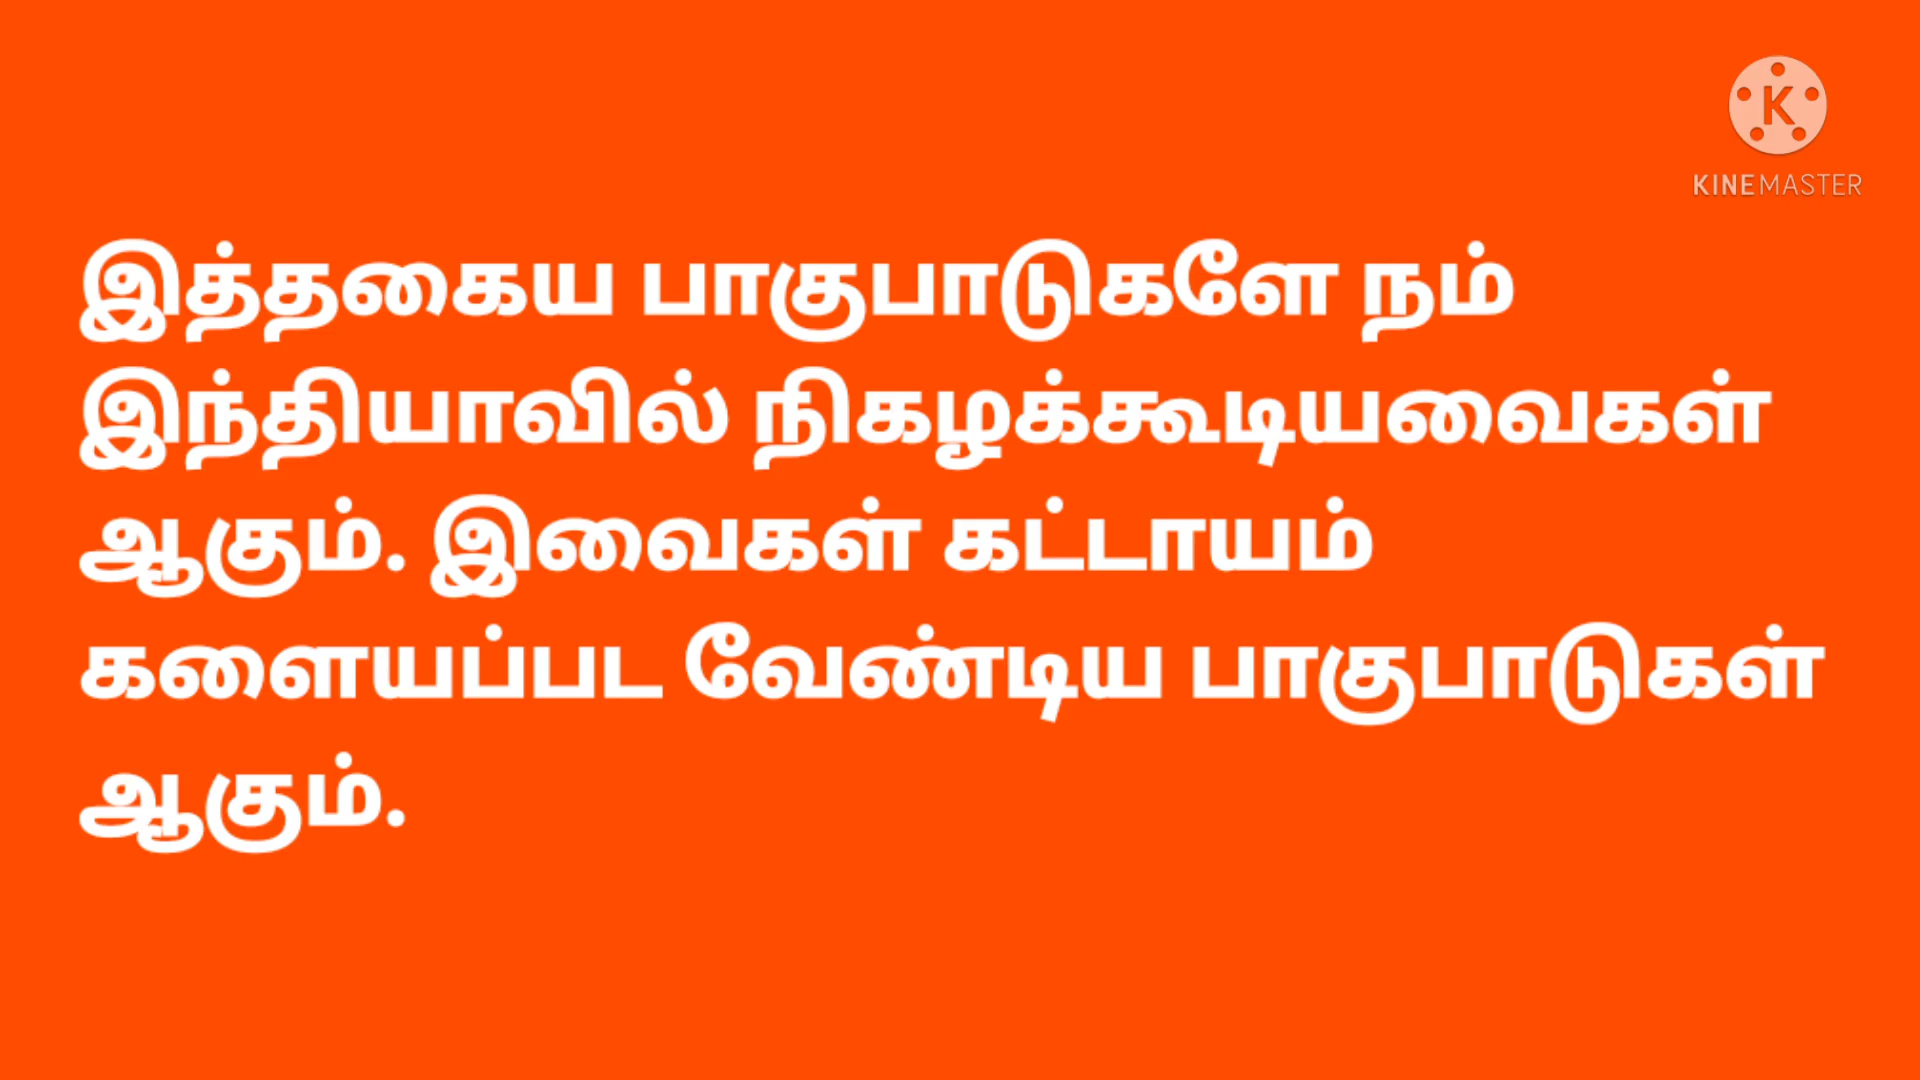 KINEMASTER
இத்தகைய பாகுபாடுகளே நம்
இந்தியாவில் நிகழக்கூடியவைகள்
ஆகும். இவைகள் கட்டாயம்
களையப்பட வேண்டிய பாகுபாடுகள்
ஆகும்.